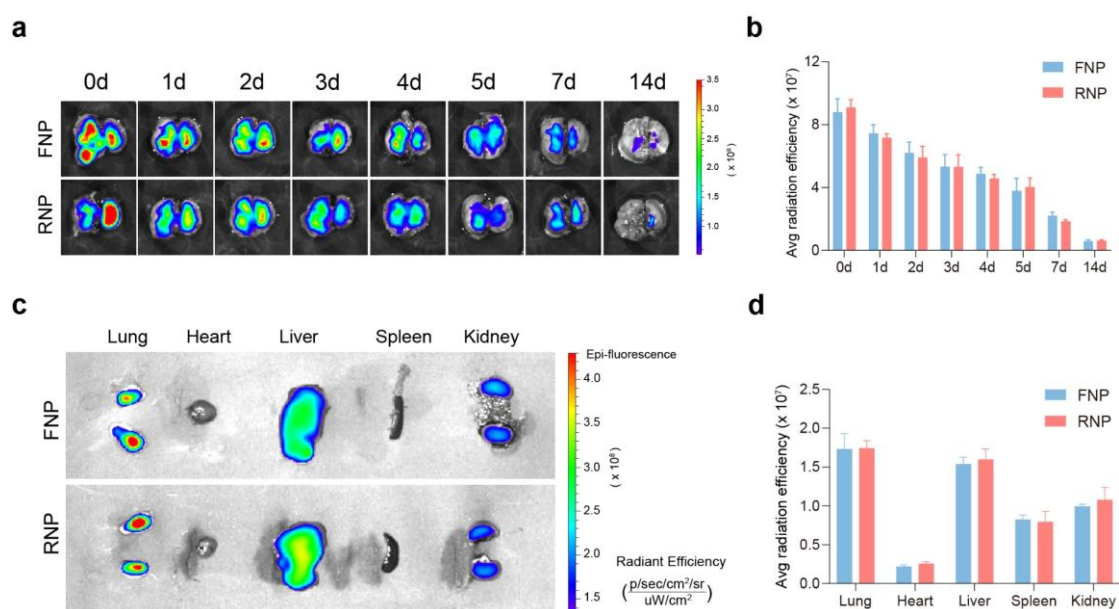 a
0d 1d 2d 3d 4d 5d 7d 14d
FNP
RNP
3.5
3.0
2.5
2.0
1.5
1.0
( x 10⁸ )
b
Avg radiation efficiency (x 10⁷)
12
8
4
0
FNP
RNP
0d 1d 2d 3d 4d 5d 7d 14d
c
Lung Heart Liver Spleen Kidney
FNP
RNP
Epi-fluorescence
4.0
3.5
3.0
2.5
2.0
1.5
( x 10⁸ )
Radiant Efficiency
(p/sec/cm²/sr
uW/cm²)
d
Avg radiation efficiency (x 10⁷)
2.5
2.0
1.5
1.0
0.5
0.0
FNP
RNP
Lung Heart Liver Spleen Kidney